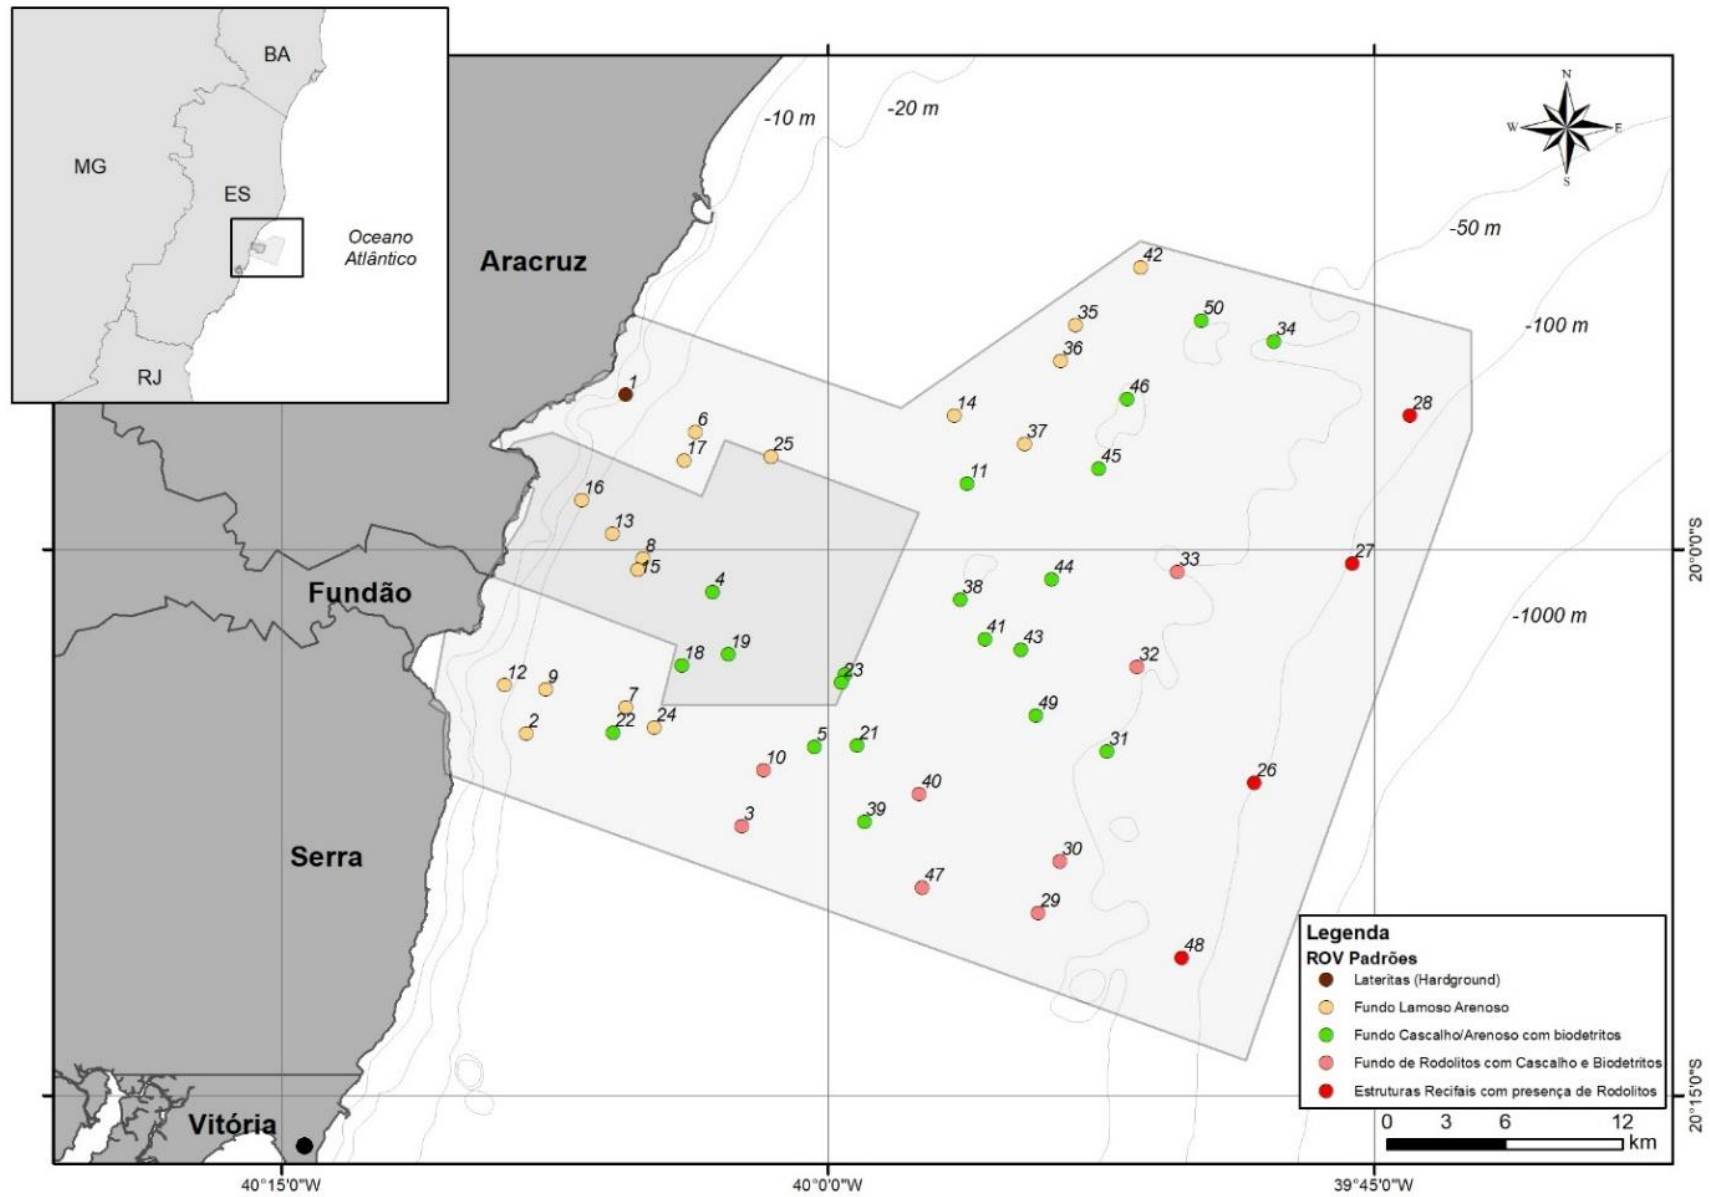 BA
MG
ES
Oceano
Atlântico
RJ
-10 m
-20 m
N
W
E
S
-50 m
-100 m
-1000 m
Aracruz
Fundão
Serra
Vitória
42
35
50
34
36
1
46
14
28
6
37
17
25
45
11
16
13
8
15
27
33
44
4
38
41
43
19
18
32
23
12
9
7
49
24
2
22
5
21
31
10
26
40
3
39
30
47
29
48
20°0'0"S
20°15'0"S
Legenda
ROV Padrões
Lateritas (Hardground)
Fundo Lamoso Arenoso
Fundo Cascalho/Arenoso com biodetritos
Fundo de Rodolitos com Cascalho e Biodetritos
Estruturas Recifais com presença de Rodolitos
0 3 6 12
km
40°15'0"W
40°0'0"W
39°45'0"W